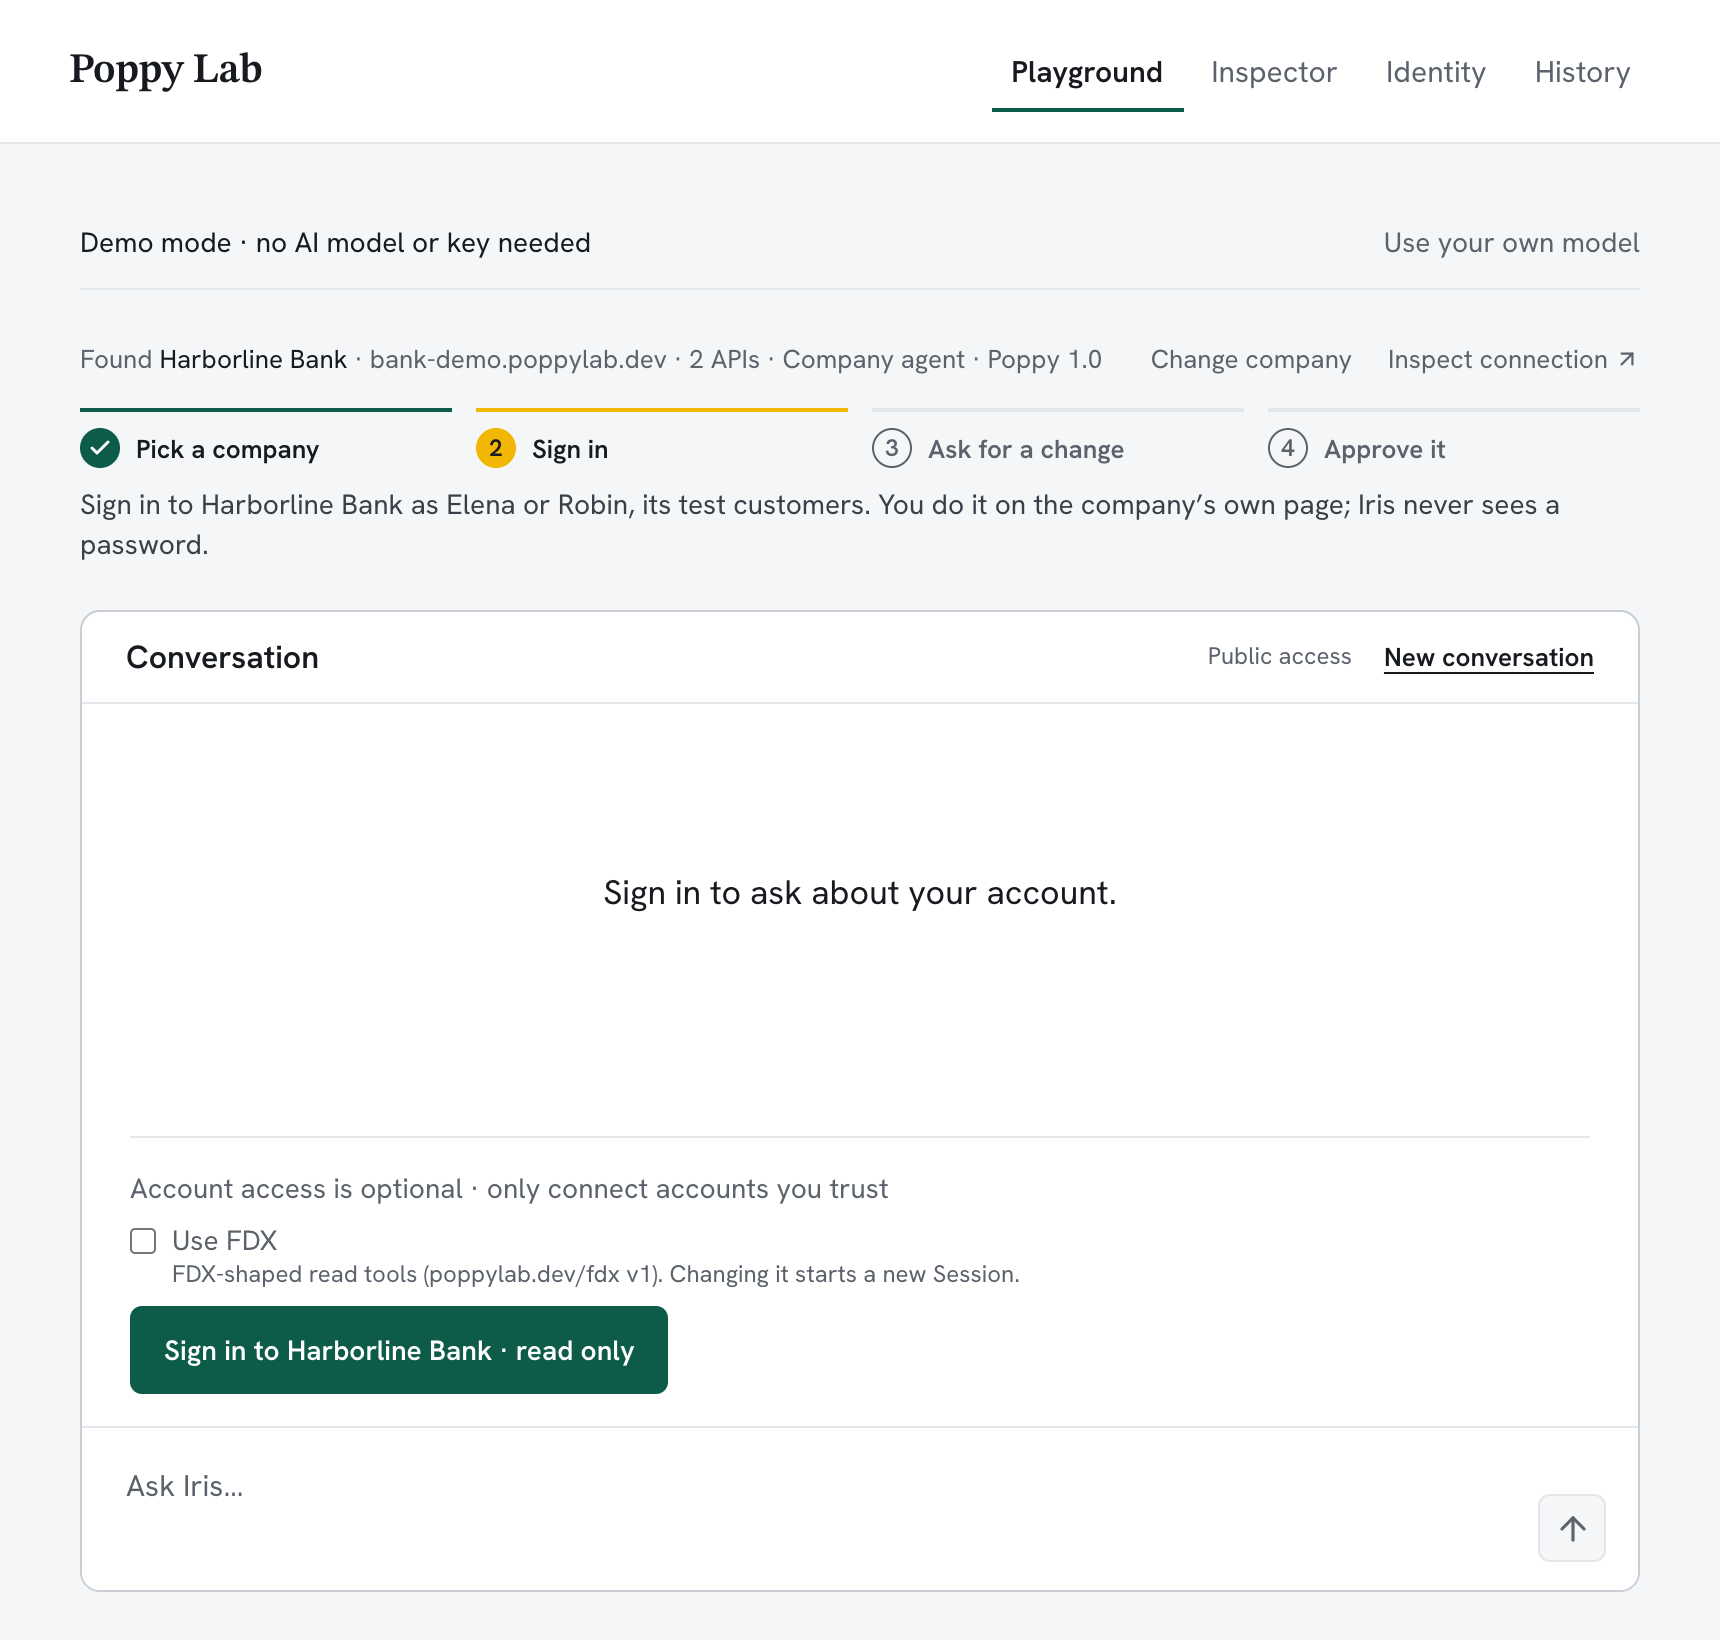 Poppy Lab
Playground
Inspector
Identity
History
Demo mode · no AI model or key needed
Use your own model
Found Harborline Bank · bank-demo.poppylab.dev · 2 APIs · Company agent · Poppy 1.0
Change company
Inspect connection ↗
Pick a company
2 Sign in
3 Ask for a change
4 Approve it
Sign in to Harborline Bank as Elena or Robin, its test customers. You do it on the company’s own page; Iris never sees a
password.
Conversation
Public access
New conversation
Sign in to ask about your account.
Account access is optional · only connect accounts you trust
Use FDX
FDX-shaped read tools (poppylab.dev/fdx v1). Changing it starts a new Session.
Sign in to Harborline Bank · read only
Ask Iris...